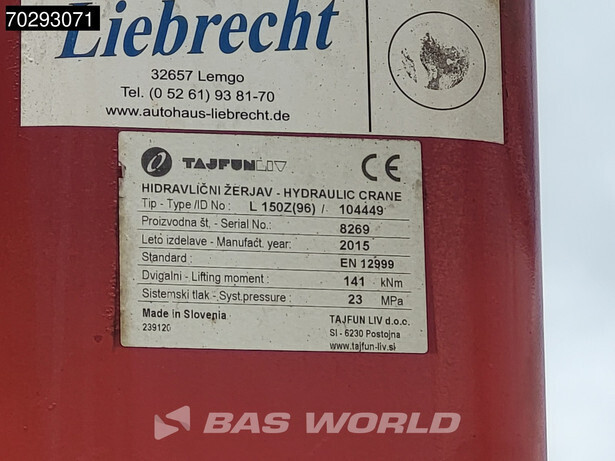 70293071
Liebrecht
32657 Lemgo
Tel. (0 52 61) 93 81-70
www.autohaus-liebrecht.de
TAJFUN LIV CE
HIDRAVLIČNI ŽERJAV - HYDRAULIC CRANE
Tip - Type /ID No : L 150Z(96) / 104449
Proizvodna št. - Serial No.: 8269
Leto izdelave - Manufact. year: 2015
Standard : EN 12999
Dvigalni - Lifting moment : 141 kNm
Sistemski tlak - Syst.pressure : 23 MPa
Made in Slovenia TAJFUN LIV d.o.o.
239120 SI - 6230 Postojna
www.tajfun-liv.si
BAS WORLD